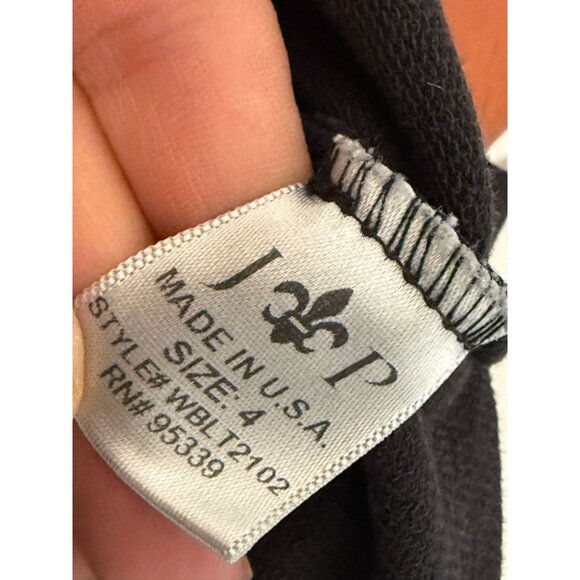 J P
MADE IN U.S.A.
SIZE: 4
STYLE# WBLT2102
RN# 95339